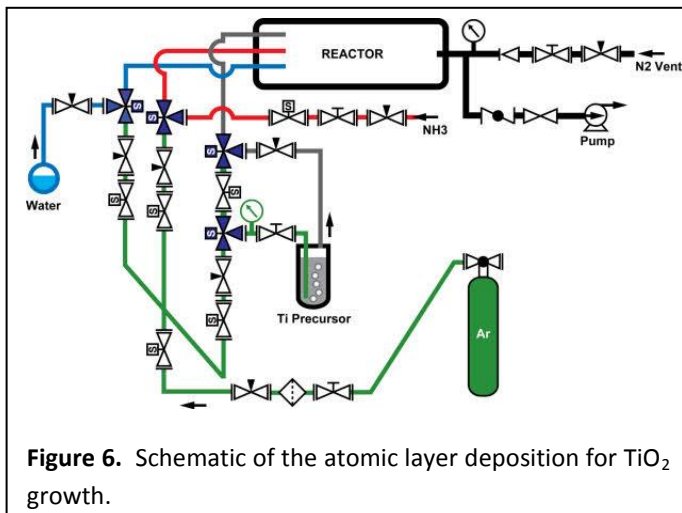 REACTOR
N2 Vent
S
NH3
Pump
S
S
S
Water
S
S
S
S
Ti Precursor
S
S
Ar
Figure 6. Schematic of the atomic layer deposition for TiO₂
growth.